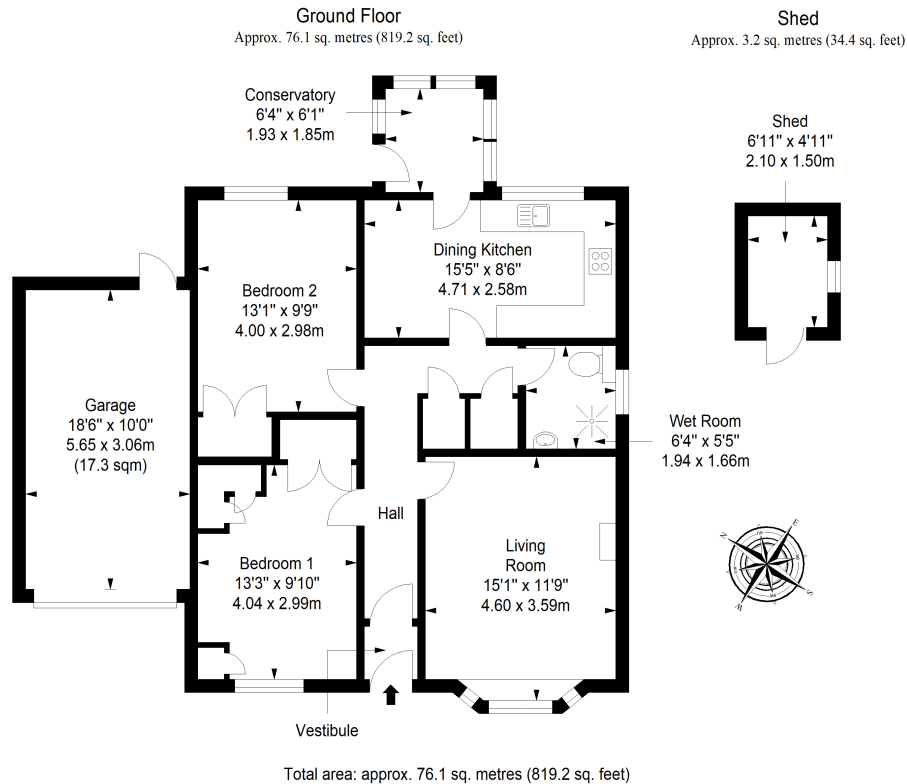 Ground Floor
Approx. 76.1 sq. metres (819.2 sq. feet)
Shed
Approx. 3.2 sq. metres (34.4 sq. feet)
Conservatory
6'4" x 6'1"
1.93 x 1.85m
Shed
6'11" x 4'11"
2.10 x 1.50m
Dining Kitchen
15'5" x 8'6"
4.71 x 2.58m
Bedroom 2
13'1" x 9'9"
4.00 x 2.98m
Garage
18'6" x 10'0"
5.65 x 3.06m
(17.3 sqm)
Wet Room
6'4" x 5'5"
1.94 x 1.66m
Hall
Living
Room
15'1" x 11'9"
4.60 x 3.59m
Bedroom 1
13'3" x 9'10"
4.04 x 2.99m
N
E
S
W
Vestibule
Total area: approx. 76.1 sq. metres (819.2 sq. feet)